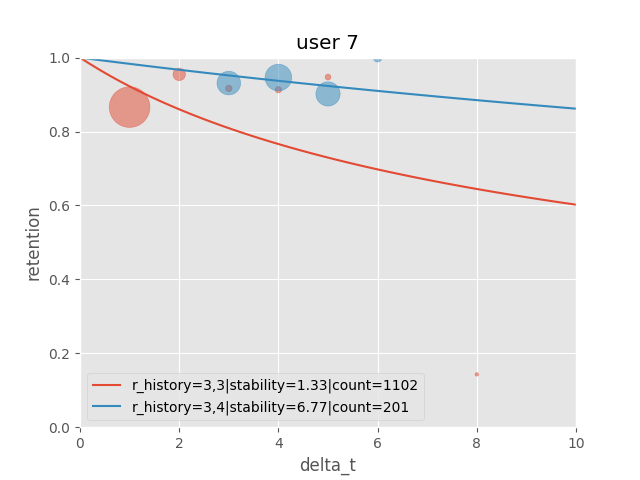 user 7
retention
1.0
0.8
0.6
0.4
0.2
0.0
r_history=3,3|stability=1.33|count=1102
r_history=3,4|stability=6.77|count=201
0 2 4 6 8 10
delta_t